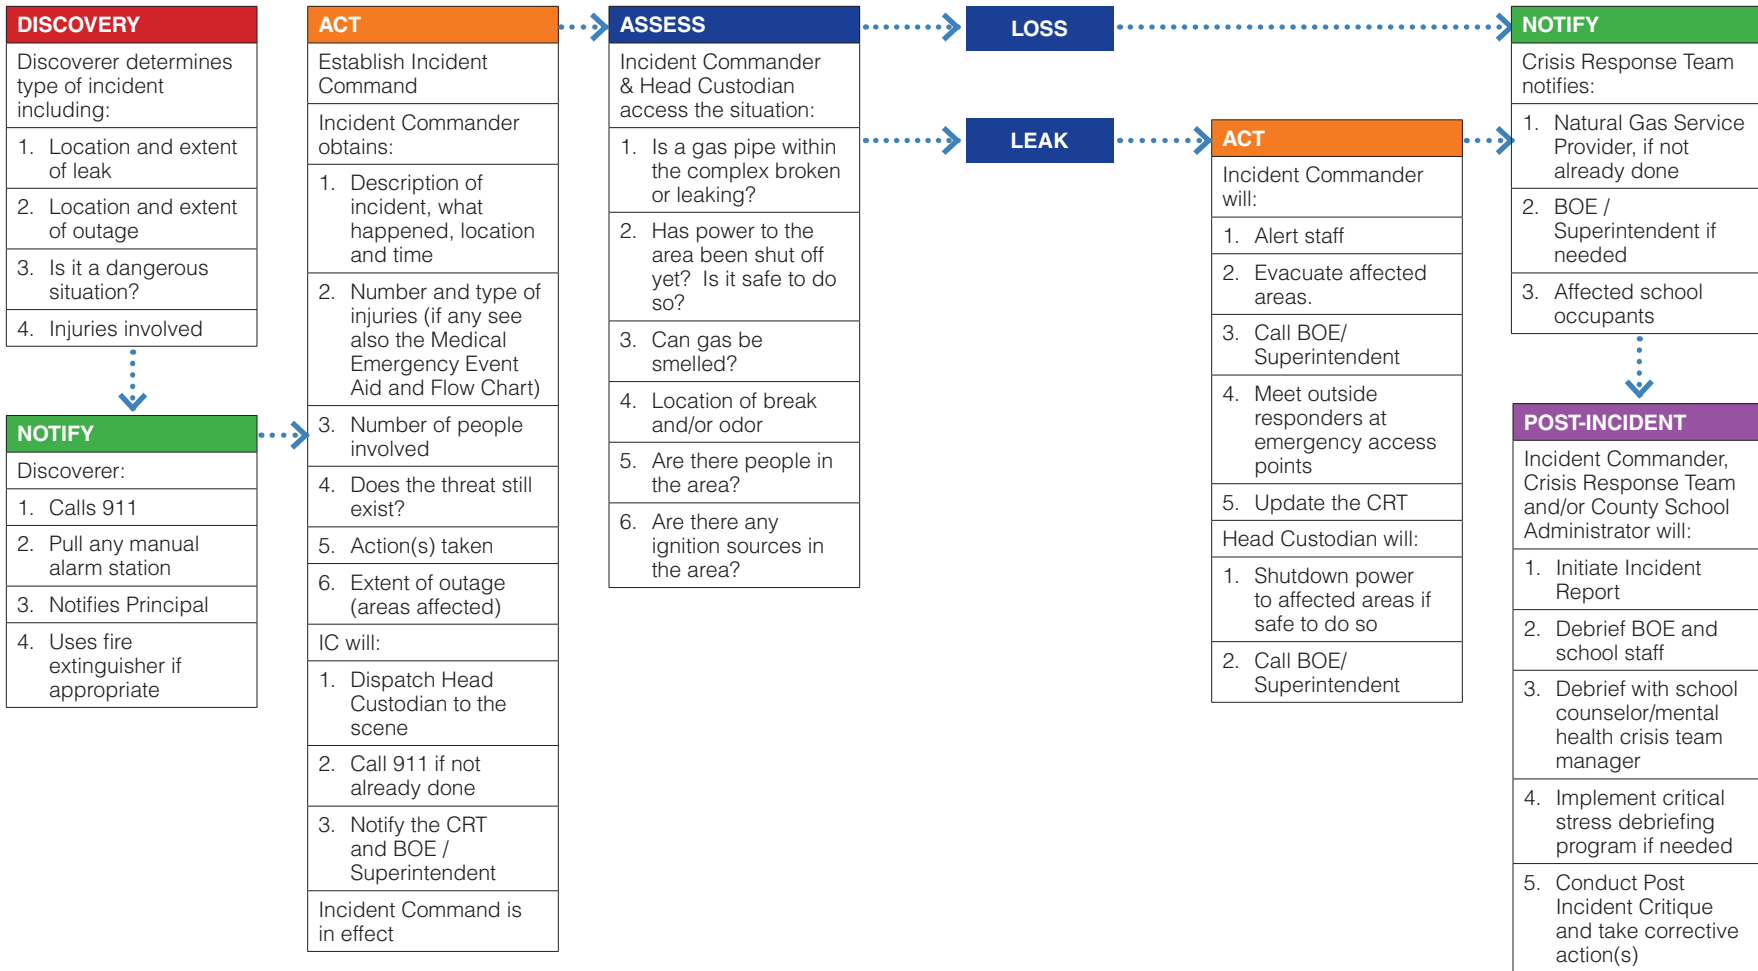 DISCOVERY
Discoverer determines
type of incident
including:
1. Location and extent
of leak
2. Location and extent
of outage
3. Is it a dangerous
situation?
4. Injuries involved
NOTIFY
Discoverer:
1. Calls 911
2. Pull any manual
alarm station
3. Notifies Principal
4. Uses fire
extinguisher if
appropriate
ACT
Establish Incident
Command
Incident Commander
obtains:
1. Description of
incident, what
happened, location
and time
2. Number and type of
injuries (if any see
also the Medical
Emergency Event
Aid and Flow Chart)
3. Number of people
involved
4. Does the threat still
exist?
5. Action(s) taken
6. Extent of outage
(areas affected)
IC will:
1. Dispatch Head
Custodian to the
scene
2. Call 911 if not
already done
3. Notify the CRT
and BOE /
Superintendent
Incident Command is
in effect
ASSESS
Incident Commander
& Head Custodian
access the situation:
1. Is a gas pipe within
the complex broken
or leaking?
2. Has power to the
area been shut off
yet?  Is it safe to do
so?
3. Can gas be
smelled?
4. Location of break
and/or odor
5. Are there people in
the area?
6. Are there any
ignition sources in
the area?
LOSS
LEAK
ACT
Incident Commander
will:
1. Alert staff
2. Evacuate affected
areas.
3. Call BOE/
Superintendent
4. Meet outside
responders at
emergency access
points
5. Update the CRT
Head Custodian will:
1. Shutdown power
to affected areas if
safe to do so
2. Call BOE/
Superintendent
NOTIFY
Crisis Response Team
notifies:
1. Natural Gas Service
Provider, if not
already done
2. BOE /
Superintendent if
needed
3. Affected school
occupants
POST-INCIDENT
Incident Commander,
Crisis Response Team
and/or County School
Administrator will:
1. Initiate Incident
Report
2. Debrief BOE and
school staff
3. Debrief with school
counselor/mental
health crisis team
manager
4. Implement critical
stress debriefing
program if needed
5. Conduct Post
Incident Critique
and take corrective
action(s)